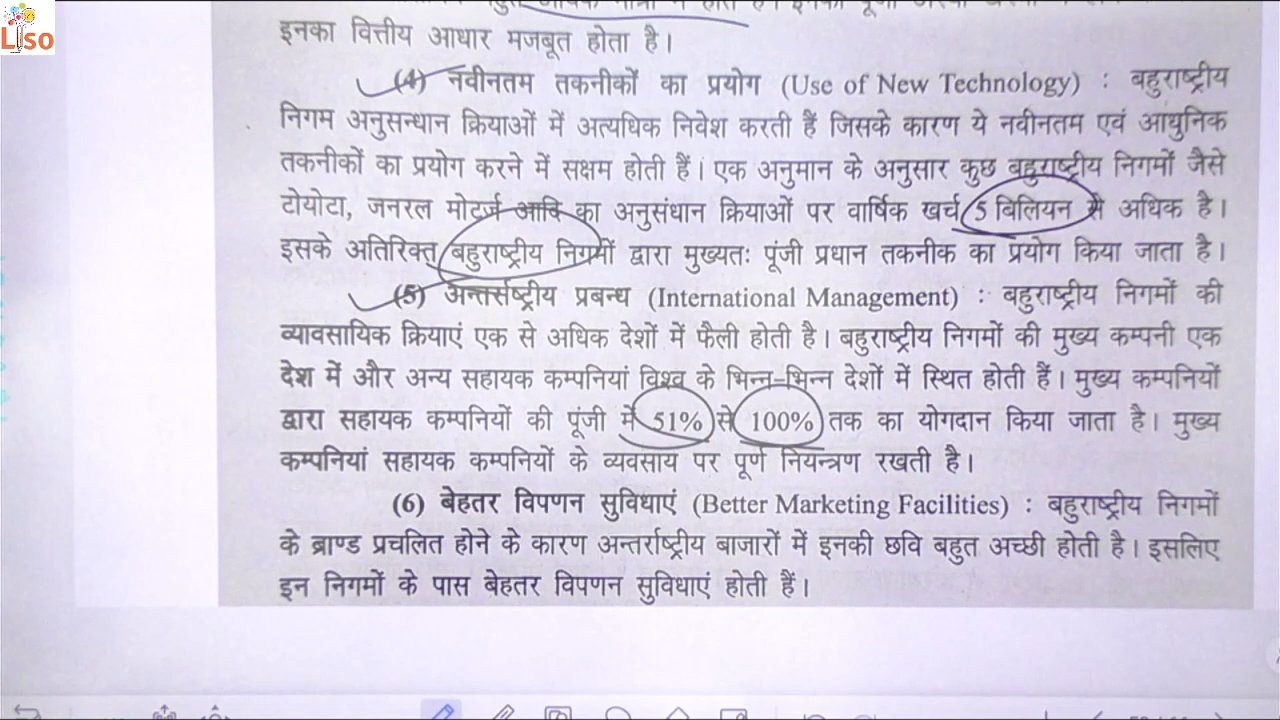 Liso
इनका वित्तीय आधार मजबूत होता है।
(4) नवीनतम तकनीकों का प्रयोग (Use of New Technology) : बहुराष्ट्रीय
निगम अनुसन्धान क्रियाओं में अत्यधिक निवेश करती हैं जिसके कारण ये नवीनतम एवं आधुनिक
तकनीकों का प्रयोग करने में सक्षम होती हैं। एक अनुमान के अनुसार कुछ बहुराष्ट्रीय निगमों जैसे
टोयोटा, जनरल मोटर्ज आदि का अनुसंधान क्रियाओं पर वार्षिक खर्च 5 बिलियन से अधिक है।
इसके अतिरिक्त बहुराष्ट्रीय निगमों द्वारा मुख्यतः पूंजी प्रधान तकनीक का प्रयोग किया जाता है।
(5) अन्तर्राष्ट्रीय प्रबन्ध (International Management) : बहुराष्ट्रीय निगमों की
व्यावसायिक क्रियाएं एक से अधिक देशों में फैली होती है। बहुराष्ट्रीय निगमों की मुख्य कम्पनी एक
देश में और अन्य सहायक कम्पनियां विश्व के भिन्न-भिन्न देशों में स्थित होती हैं। मुख्य कम्पनियों
द्वारा सहायक कम्पनियों की पूंजी में 51% से 100% तक का योगदान किया जाता है। मुख्य
कम्पनियां सहायक कम्पनियों के व्यवसाय पर पूर्ण नियन्त्रण रखती है।
(6) बेहतर विपणन सुविधाएं (Better Marketing Facilities) : बहुराष्ट्रीय निगमों
के ब्राण्ड प्रचलित होने के कारण अन्तर्राष्ट्रीय बाजारों में इनकी छवि बहुत अच्छी होती है। इसलिए
इन निगमों के पास बेहतर विपणन सुविधाएं होती हैं।